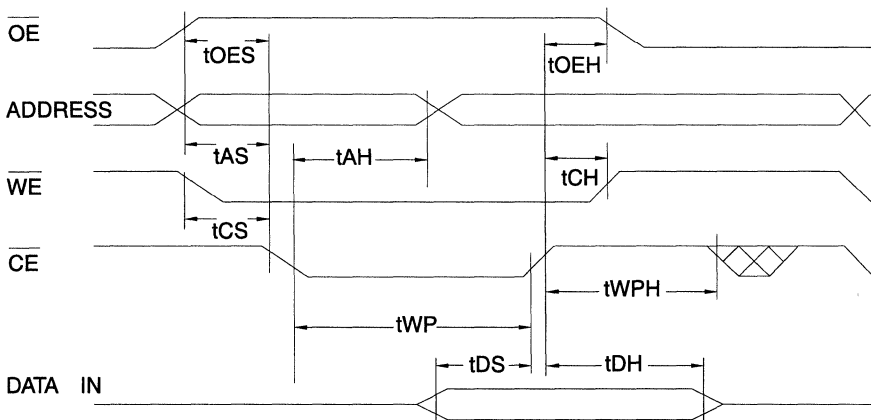 OE
tOES
tOEH
ADDRESS
tAS
tAH
tCH
WE
tCS
CE
tWPH
tWP
tDS
tDH
DATA IN